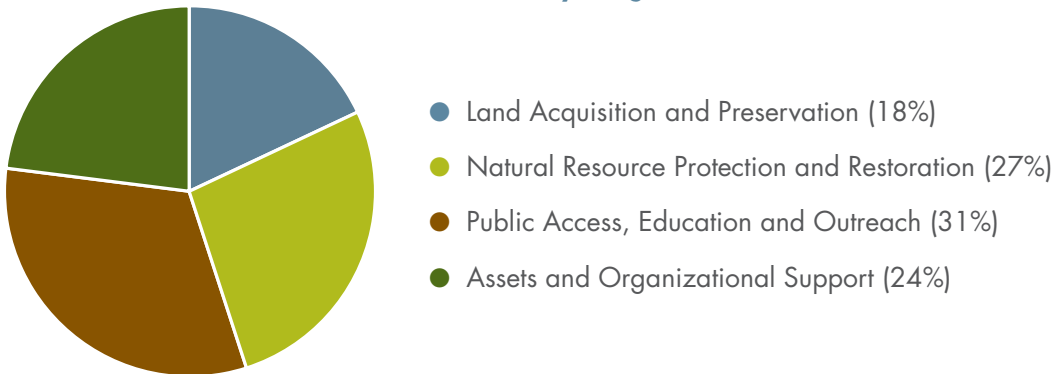 Land Acquisition and Preservation (18%)
Natural Resource Protection and Restoration (27%)
Public Access, Education and Outreach (31%)
Assets and Organizational Support (24%)